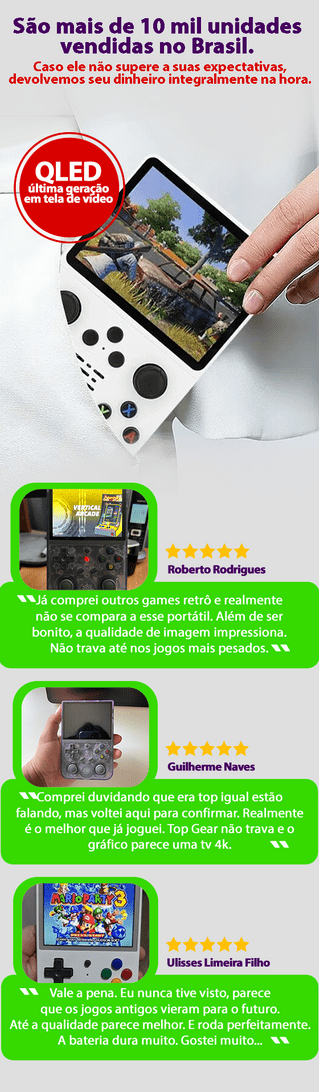 São mais de 10 mil unidades
vendidas no Brasil.
Caso ele não supere a suas expectativas,
devolvemos seu dinheiro integralmente na hora.
QLED
última geração
em tela de vídeo
Y
X
A
VERTICAL
ARCADE
Roberto Rodrigues
Já comprei outros games retrô e realmente
não se compara a esse portátil. Além de ser
bonito, a qualidade de imagem impressiona.
Não trava até nos jogos mais pesados.
Guilherme Naves
Comprei duvidando que era top igual estão
falando, mas voltei aqui para confirmar. Realmente
é o melhor que já joguei. Top Gear não trava e o
gráfico parece uma tv 4k.
MARIO PARTY 3
Ulisses Limeira Filho
Vale a pena. Eu nunca tive visto, parece
que os jogos antigos vieram para o futuro.
Até a qualidade parece melhor. E roda perfeitamente.
A bateria dura muito. Gostei muito...